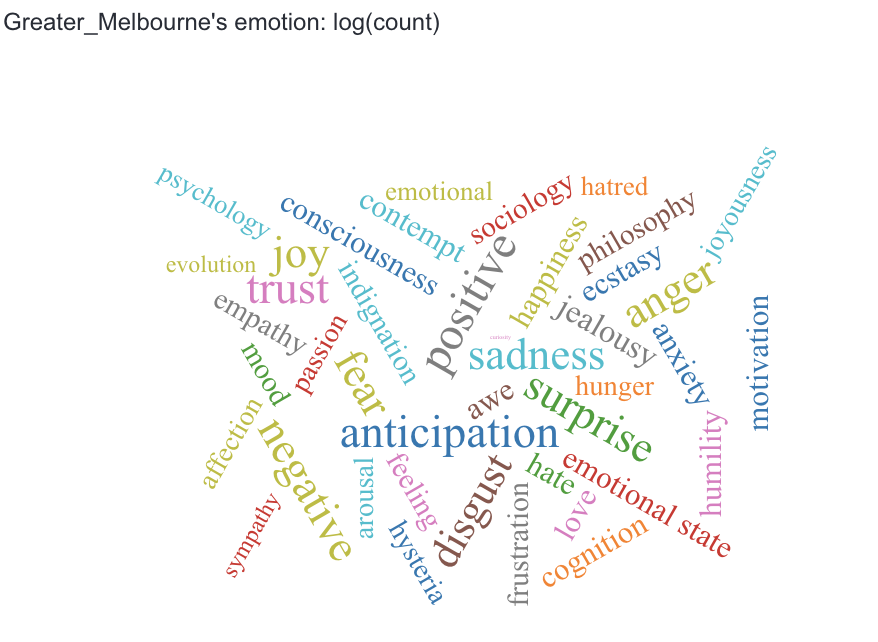 Greater_Melbourne's emotion: log(count)
psychology
consciousness
contempt
emotional
sociology
hatred
philosophy
joyousness
evolution
joy
trust
indignation
positive
happiness
ecstasy
anger
empathy
passion
jealousy
anxiety
motivation
sadness
mood
fear
awe
surprise
hunger
affection
negative
anticipation
humility
arousal
feeling
disgust
hate
emotional state
love
sympathy
hysteria
frustration
cognition